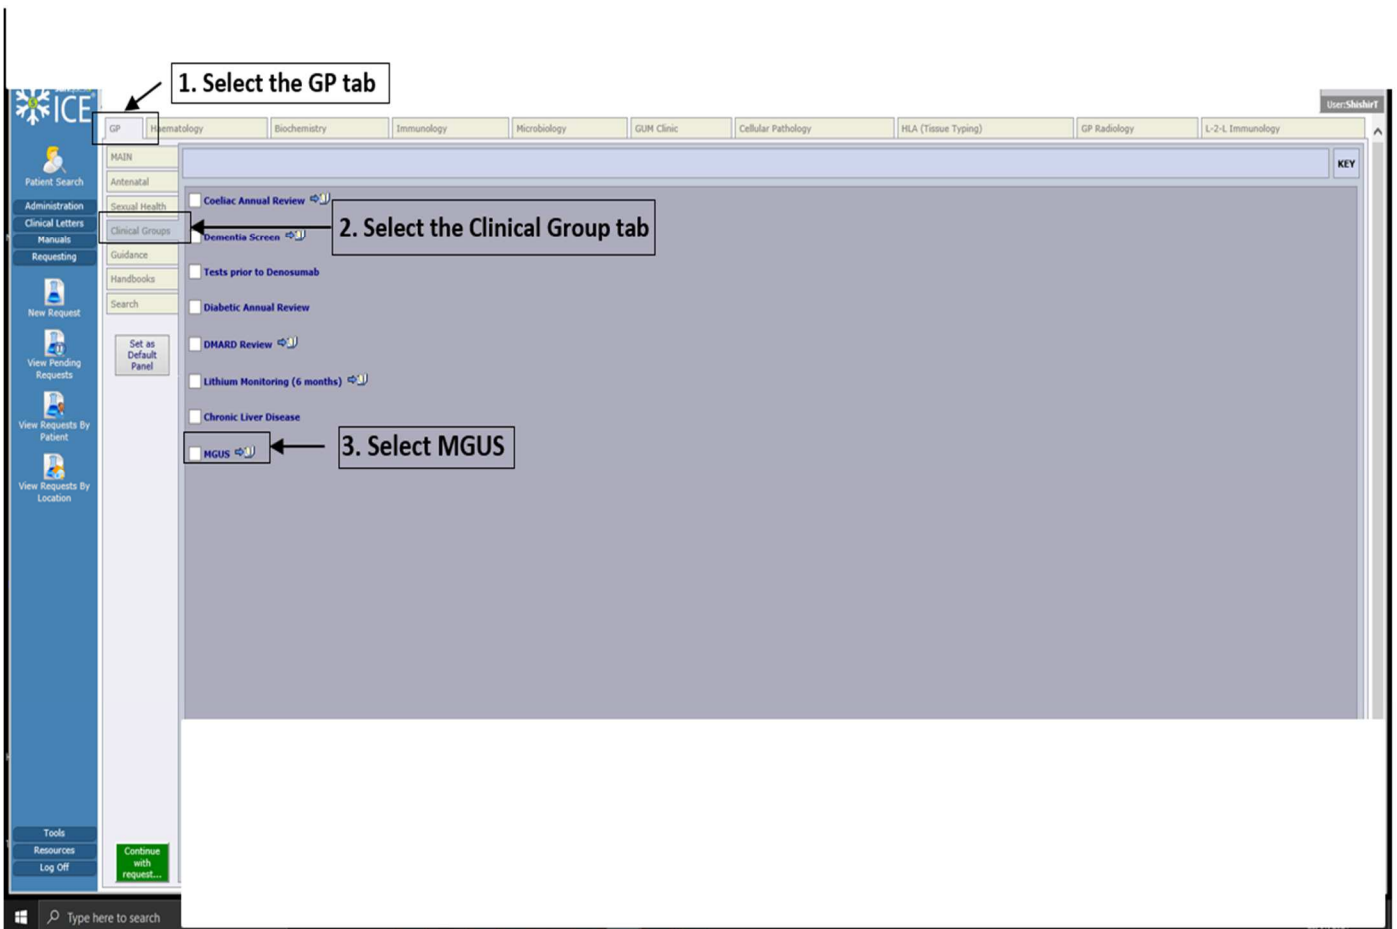 1. Select the GP tab
ICE
User:ShishirT
GP
Haematology
Biochemistry
Immunology
Microbiology
GUM Clinic
Cellular Pathology
HLA (Tissue Typing)
GP Radiology
L-2-L Immunology
Patient Search
Administration
Clinical Letters
Manuals
Requesting
New Request
View Pending
Requests
View Requests By
Patient
View Requests By
Location
Tools
Resources
Log Off
MAIN
Antenatal
Sexual Health
Clinical Groups
Guidance
Handbooks
Search
Set as
Default
Panel
Continue
with
request...
KEY
Coeliac Annual Review
2. Select the Clinical Group tab
Dementia Screen
Tests prior to Denosumab
Diabetic Annual Review
DMARD Review
Lithium Monitoring (6 months)
Chronic Liver Disease
3. Select MGUS
MGUS
Type here to search